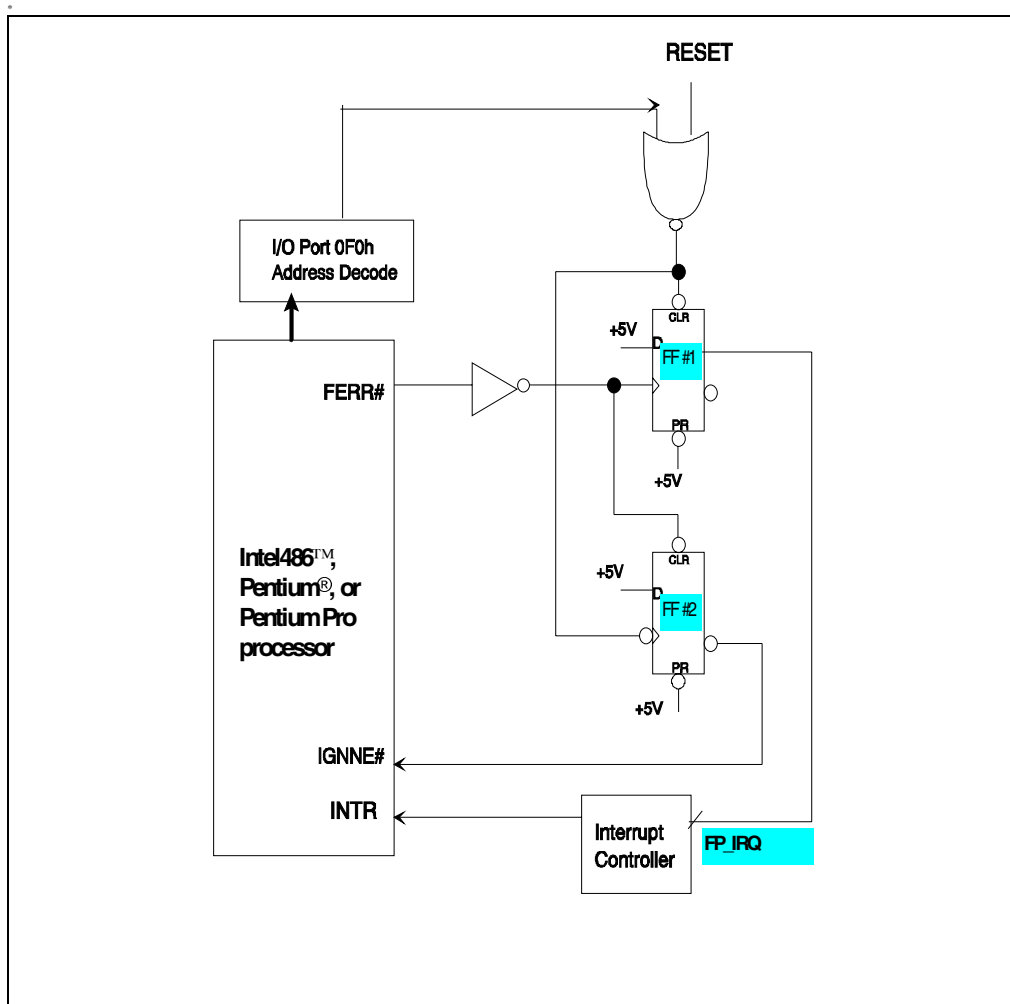 RESET
I/O Port 0F0h
Address Decode
CLR
+5V
D
FF #1
FERR#
PR
+5V
CLR
+5V
D
FF #2
Intel486™,
Pentium®, or
Pentium Pro
processor
PR
+5V
IGNNE#
INTR
Interrupt
Controller
FP_IRQ